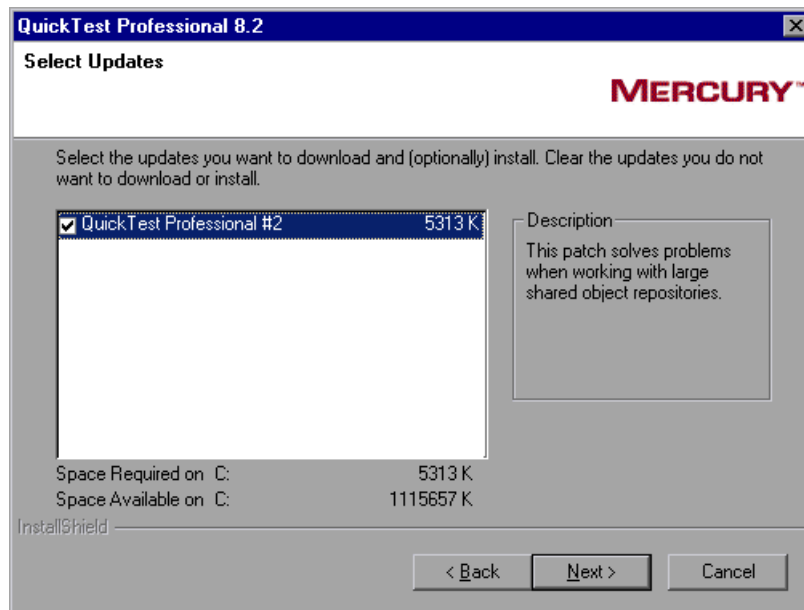 QuickTest Professional 8.2
Select Updates
MERCURY™
Select the updates you want to download and (optionally) install. Clear the updates you do not
want to download or install.
QuickTest Professional #2 5313 K
Description
This patch solves problems
when working with large
shared object repositories.
Space Required on C: 5313 K
Space Available on C: 1115657 K
InstallShield
< Back Next > Cancel